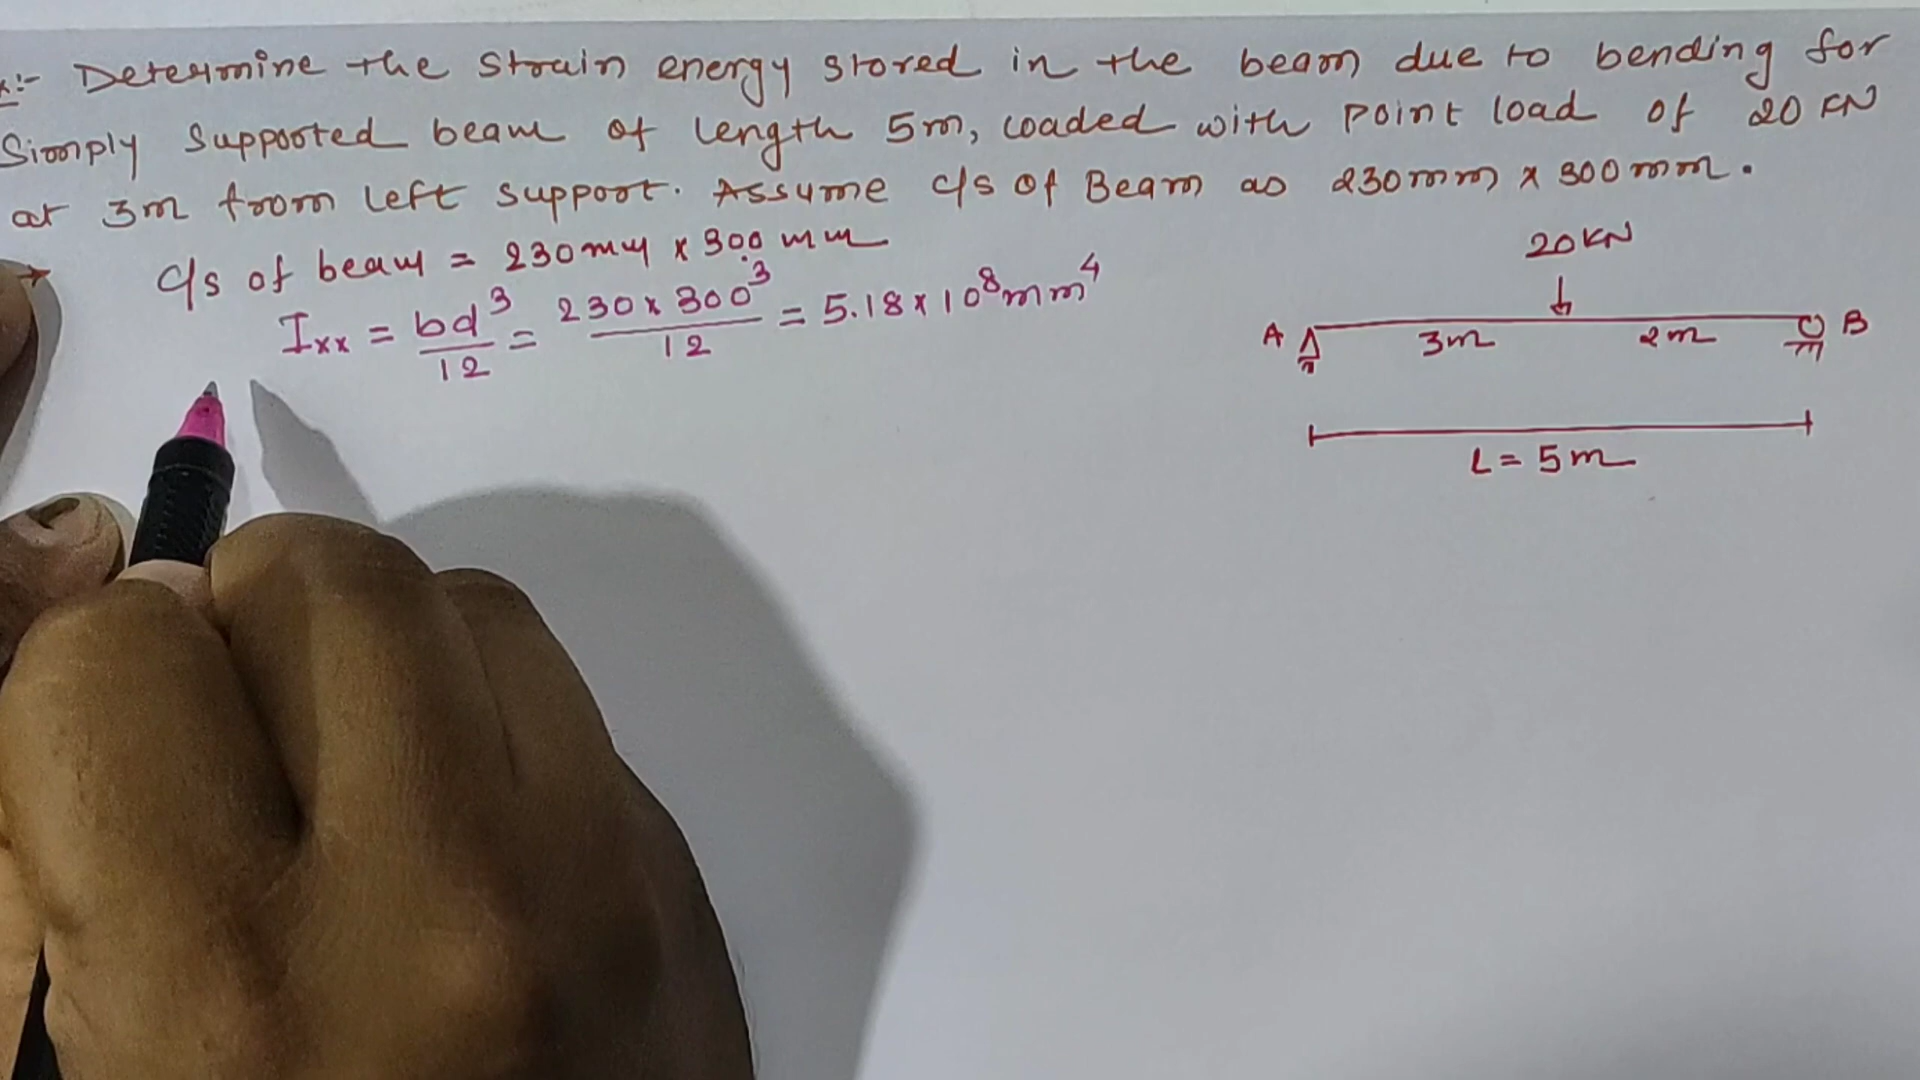 Determine the strain energy stored in the beam due to bending for
Simply supported beam of length 5m, loaded with point load of 20 KN
at 3m from left support. Assume c/s of Beam as 230mm x 300mm.
c/s of beam = 230mm x 300 mm
Ixx = bd³/12 = 230 x 300³/12 = 5.18 x 10⁸ mm⁴
20 KN
A 3m 2m B
L = 5m